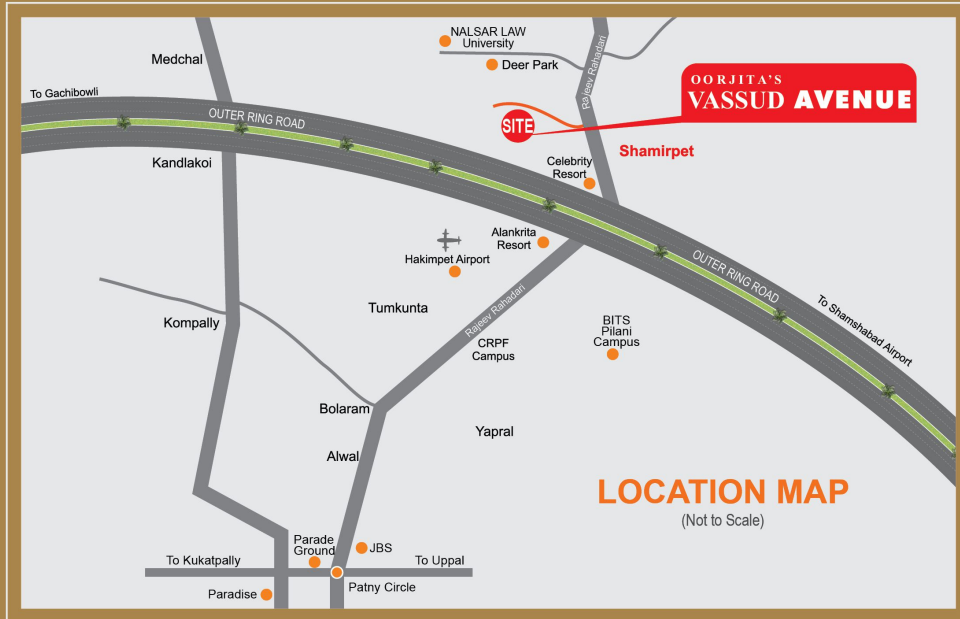 NALSAR LAW
University
Deer Park
Medchal
To Gachibowli
OUTER RING ROAD
Rajeev Rahadari
OORJITA'S
VASSUD AVENUE
SITE
Shamirpet
Kandlakoi
Celebrity
Resort
Alankrita
Resort
Hakimpet Airport
OUTER RING ROAD
To Shamshabad Airport
Tumkunta
Kompally
Rajeev Rahadari
CRPF
Campus
BITS
Pilani
Campus
Bolaram
Yapral
Alwal
LOCATION MAP
(Not to Scale)
Parade
Ground
JBS
To Kukatpally
To Uppal
Patny Circle
Paradise